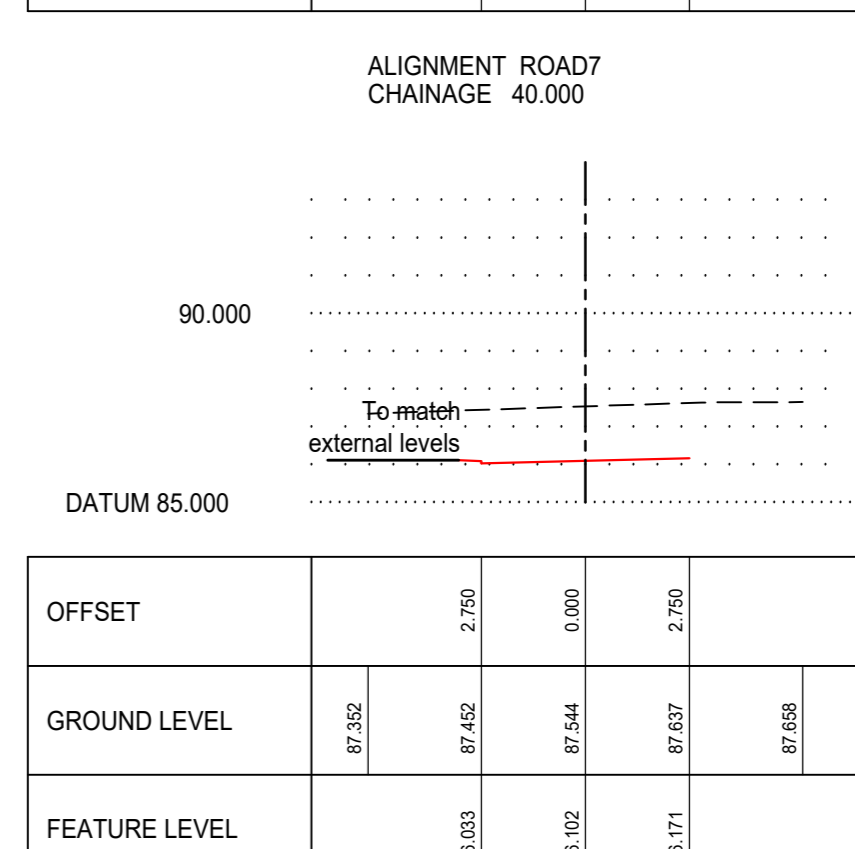 ALIGNMENT ROAD7
CHAINAGE 40.000
90.000
To match
external levels
DATUM 85.000
OFFSET 2.750 0.000 2.750
GROUND LEVEL 87.352 87.452 87.544 87.637 87.658
FEATURE LEVEL